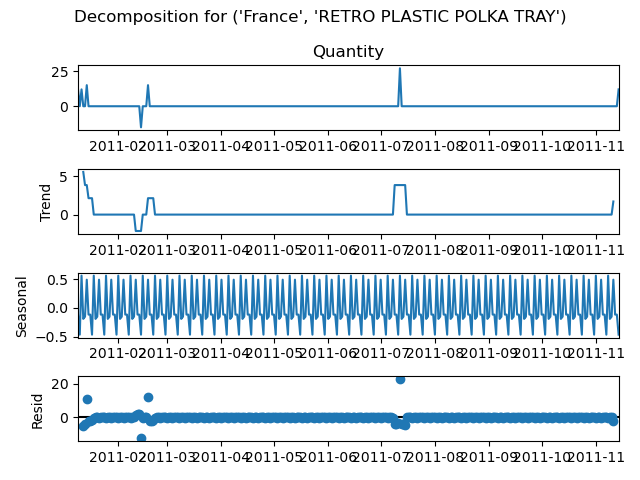 Decomposition for ('France', 'RETRO PLASTIC POLKA TRAY')
Quantity
25
0
2011-02 2011-03 2011-04 2011-05 2011-06 2011-07 2011-08 2011-09 2011-10 2011-11
Trend
5
0
2011-02 2011-03 2011-04 2011-05 2011-06 2011-07 2011-08 2011-09 2011-10 2011-11
Seasonal
0.5
0.0
−0.5
2011-02 2011-03 2011-04 2011-05 2011-06 2011-07 2011-08 2011-09 2011-10 2011-11
Resid
20
0
2011-02 2011-03 2011-04 2011-05 2011-06 2011-07 2011-08 2011-09 2011-10 2011-11